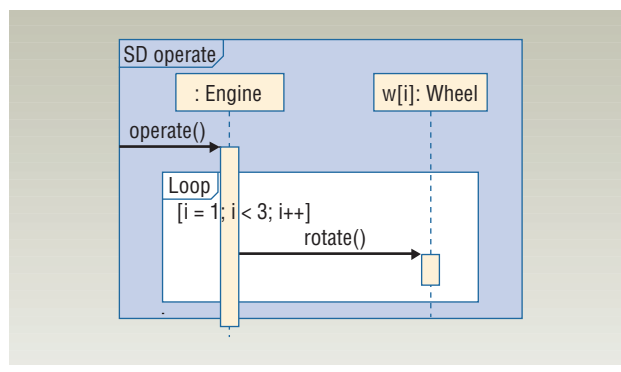 SD operate
: Engine
w[i]: Wheel
operate()
Loop
[i = 1; i < 3; i++]
rotate()